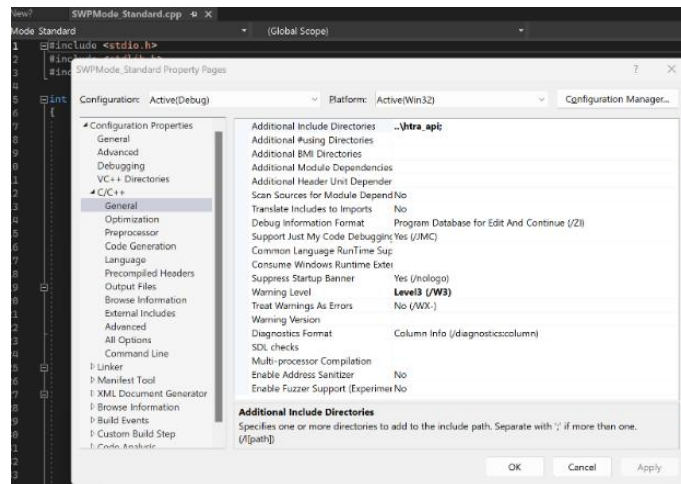 New?
SWPMode_Standard.cpp
Mode Standard
(Global Scope)
#include <stdio.h>
SWPMode_Standard Property Pages
? X
int
{
Configuration: Active(Debug)
Platform: Active(Win32)
Configuration Manager...
Configuration Properties
General
Advanced
Debugging
VC++ Directories
C/C++
General
Optimization
Preprocessor
Code Generation
Language
Precompiled Headers
Output Files
Browse Information
External Includes
Advanced
All Options
Command Line
Linker
Manifest Tool
XML Document Generator
Browse Information
Build Events
Custom Build Step
Code Analysis
Additional Include Directories ..\htra_api;
Additional #using Directories
Additional BMI Directories
Additional Module Dependencies
Additional Header Unit Depender
Scan Sources for Module Depend No
Translate Includes to Imports No
Debug Information Format Program Database for Edit And Continue (/ZI)
Support Just My Code Debugging Yes (/JMC)
Common Language RunTime Sup
Consume Windows Runtime Exter
Suppress Startup Banner Yes (/nologo)
Warning Level Level3 (/W3)
Treat Warnings As Errors No (/WX-)
Warning Version
Diagnostics Format Column Info (/diagnostics:column)
SDL checks
Multi-processor Compilation
Enable Address Sanitizer No
Enable Fuzzer Support (Experimer No
Additional Include Directories
Specifies one or more directories to add to the include path. Separate with ';' if more than one.
(/I[path])
OK Cancel Apply